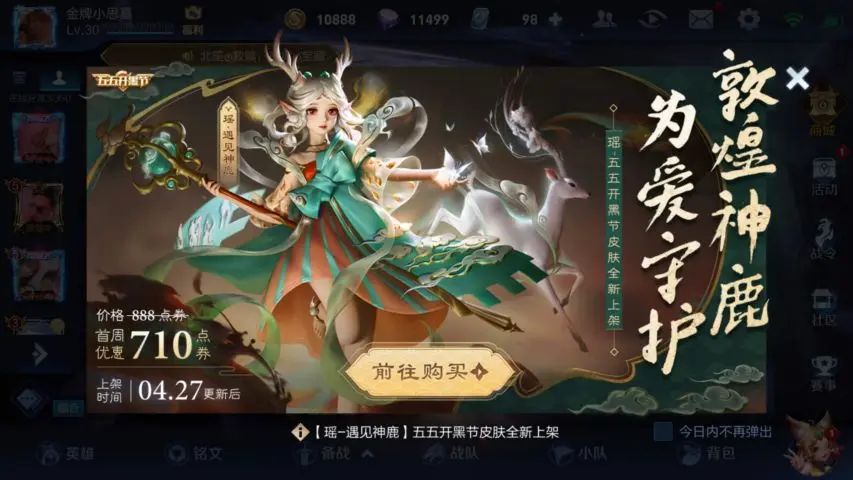 金牌小思慕
Lv.30
福利
10888
11499
98
五五开黑节
瑶·遇见神鹿
敦煌神鹿
为爱守护
瑶·五五开黑节皮肤全新上架
价格 888 点券
首周优惠 710 点券
上架时间 04.27 更新后
前往购买
【瑶-遇见神鹿】五五开黑节皮肤全新上架
今日内不再弹出
商城
活动
战令
社区
赛事
英雄
铭文
备战
战队
小队
背包